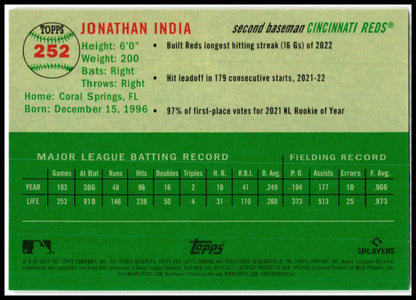 TOPPS
252
JONATHAN INDIA
second baseman CINCINNATI REDS®
Height: 6'0"
Weight: 200
Bats: Right
Throws: Right
Home: Coral Springs, FL
Born: December 15, 1996
• Built Reds longest hitting streak (16 Gs) of 2022
• Hit leadoff in 179 consecutive starts, 2021-22
• 97% of first-place votes for 2021 NL Rookie of Year
MAJOR LEAGUE BATTING RECORD FIELDING RECORD
Games At Bat Runs Hits Doubles Triples H. R. R.B.I. B. Avg. P. O. Assists Errors F. Avg.
YEAR 103 386 48 96 16 2 10 41 .249 104 177 10 .966
LIFE 253 918 146 239 50 4 31 110 .260 373 513 25 .973
Topps
MLB PLAYERS